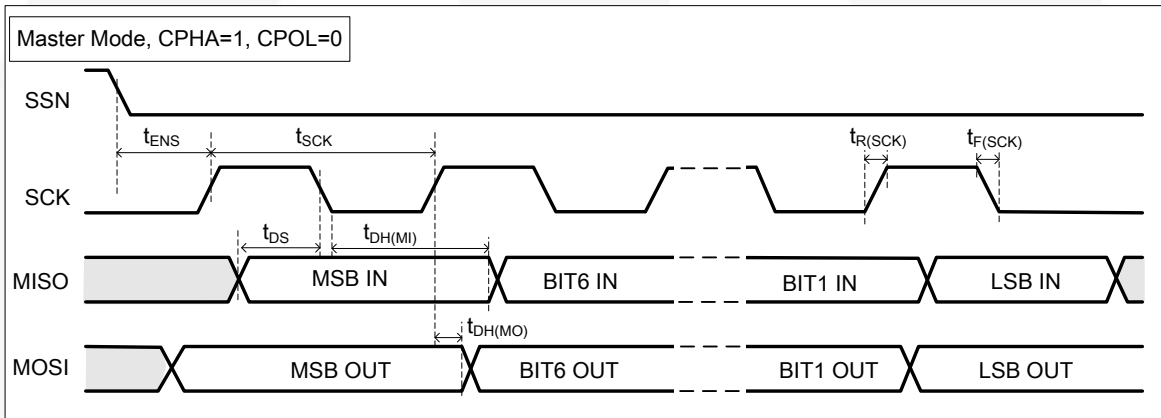 Master Mode, CPHA=1, CPOL=0
SSN
tENS
tSCK
tR(SCK)
tF(SCK)
SCK
tDS
tDH(MI)
MISO
MSB IN
BIT6 IN
BIT1 IN
LSB IN
tDH(MO)
MOSI
MSB OUT
BIT6 OUT
BIT1 OUT
LSB OUT